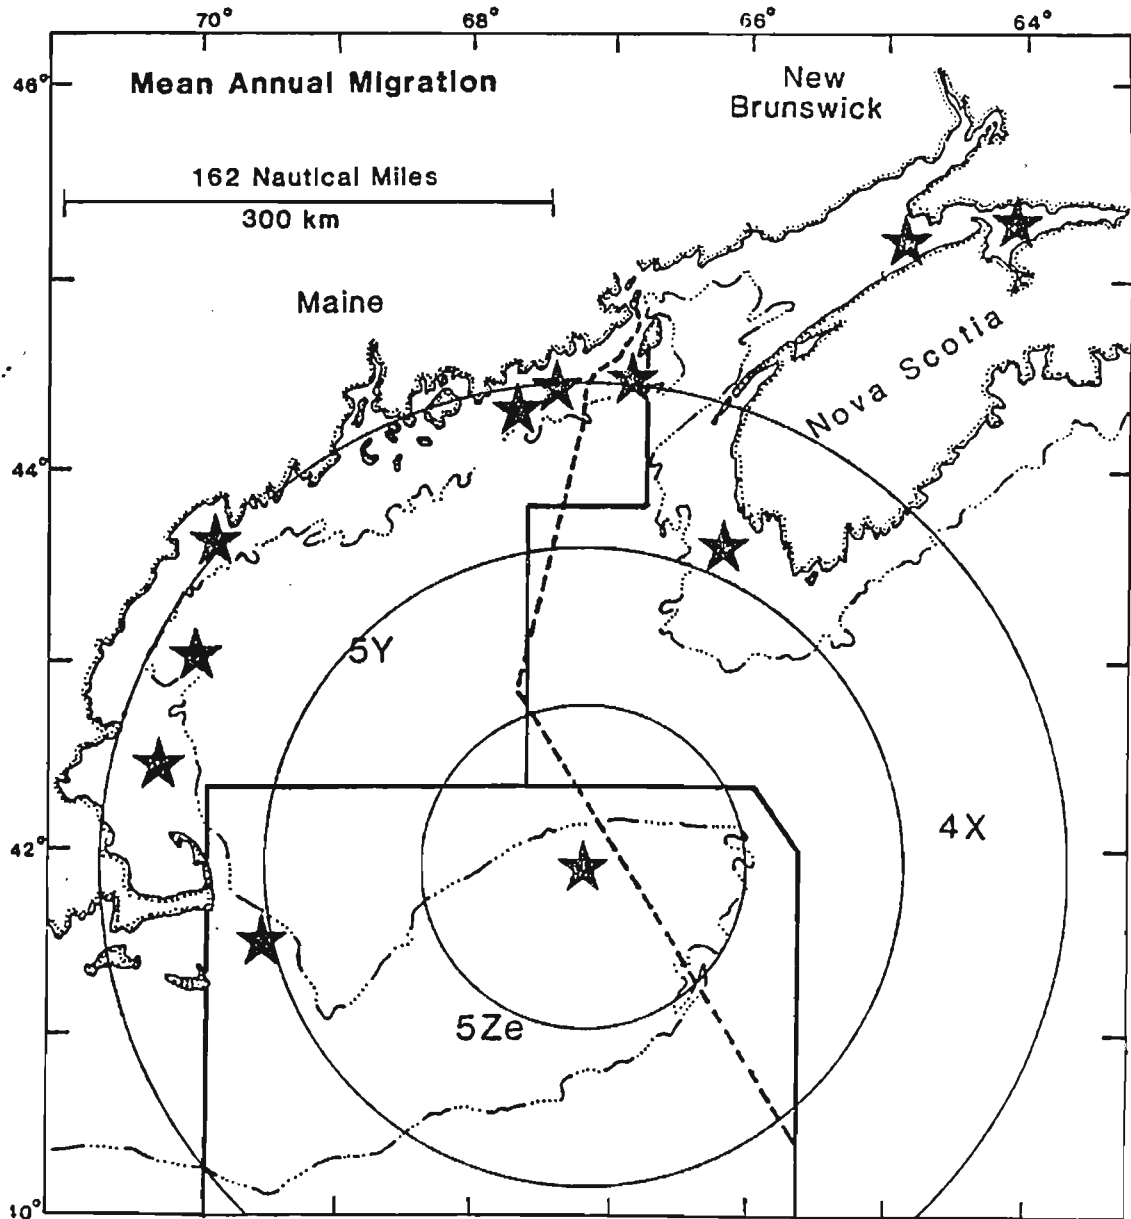 70° 68° 66° 64°
46°
Mean Annual Migration
New
Brunswick
162 Nautical Miles
300 km
Maine
Nova Scotia
44°
5Y
4X
42°
5Ze
40°